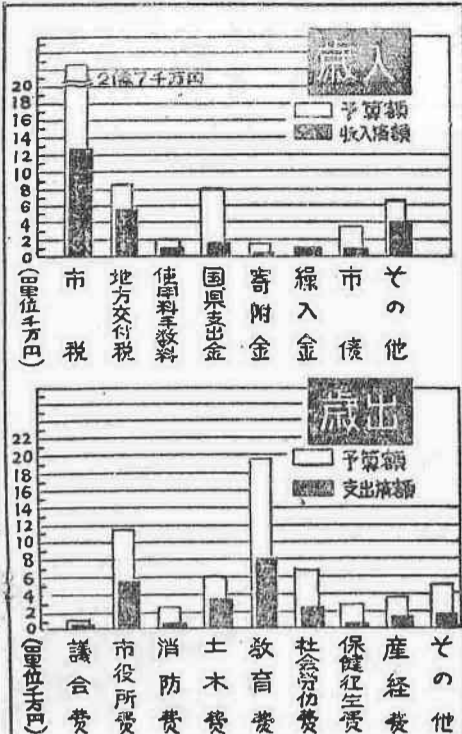 歳入
予算額
収入済額
2億7千万円
20
18
16
14
12
10
8
6
4
2
0
(単位千万円)
市税
地方交付税
使用料手数料
国県支出金
寄附金
繰入金
市債
その他
歳出
予算額
支出済額
22
20
18
16
14
12
10
8
6
4
2
0
(単位千万円)
議会費
市役所費
消防費
土木費
教育費
社会労仂費
保健衛生費
産経費
その他